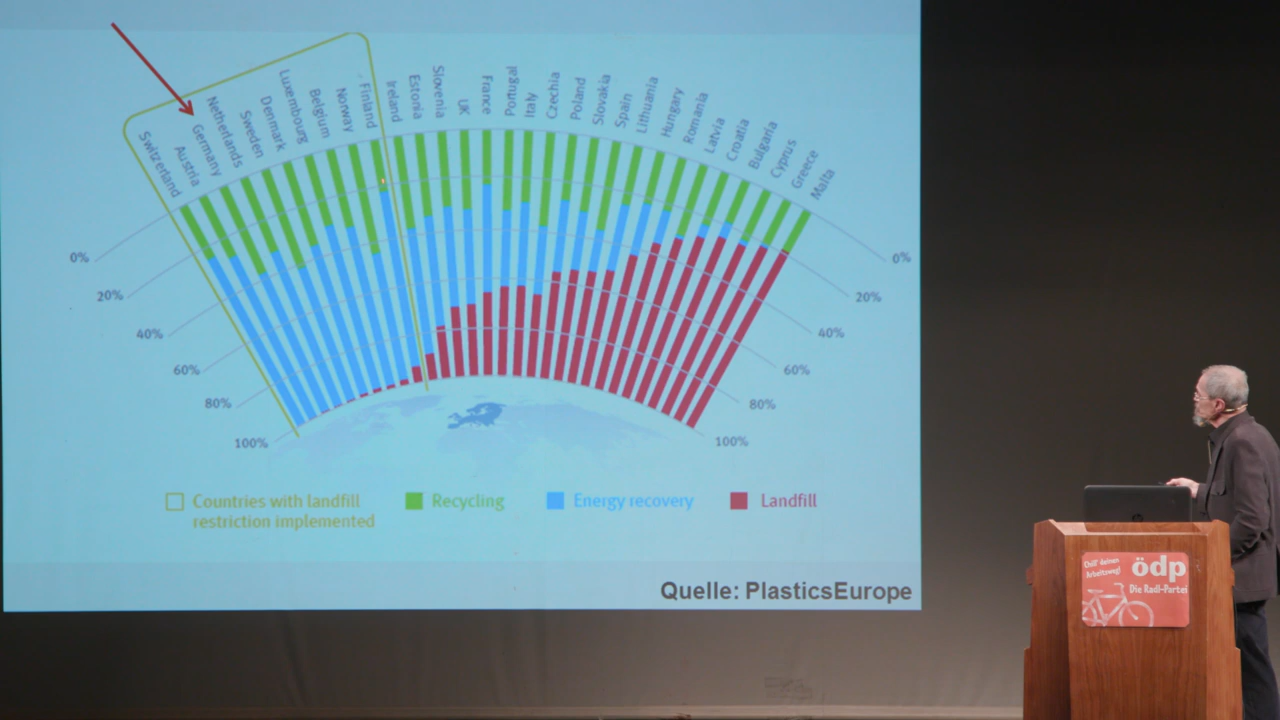 Switzerland
Austria
Germany
Netherlands
Sweden
Denmark
Luxembourg
Belgium
Norway
Finland
Ireland
Estonia
Slovenia
UK
France
Portugal
Italy
Czechia
Poland
Slovakia
Spain
Lithuania
Hungary
Romania
Latvia
Croatia
Bulgaria
Cyprus
Greece
Malta
0%
20%
40%
60%
80%
100%
0%
20%
40%
60%
80%
100%
Countries with landfill
restriction implemented
Recycling
Energy recovery
Landfill
Quelle: PlasticsEurope
deinen
Arbeitsweg!
ödp
Die Radl-Partei
hp